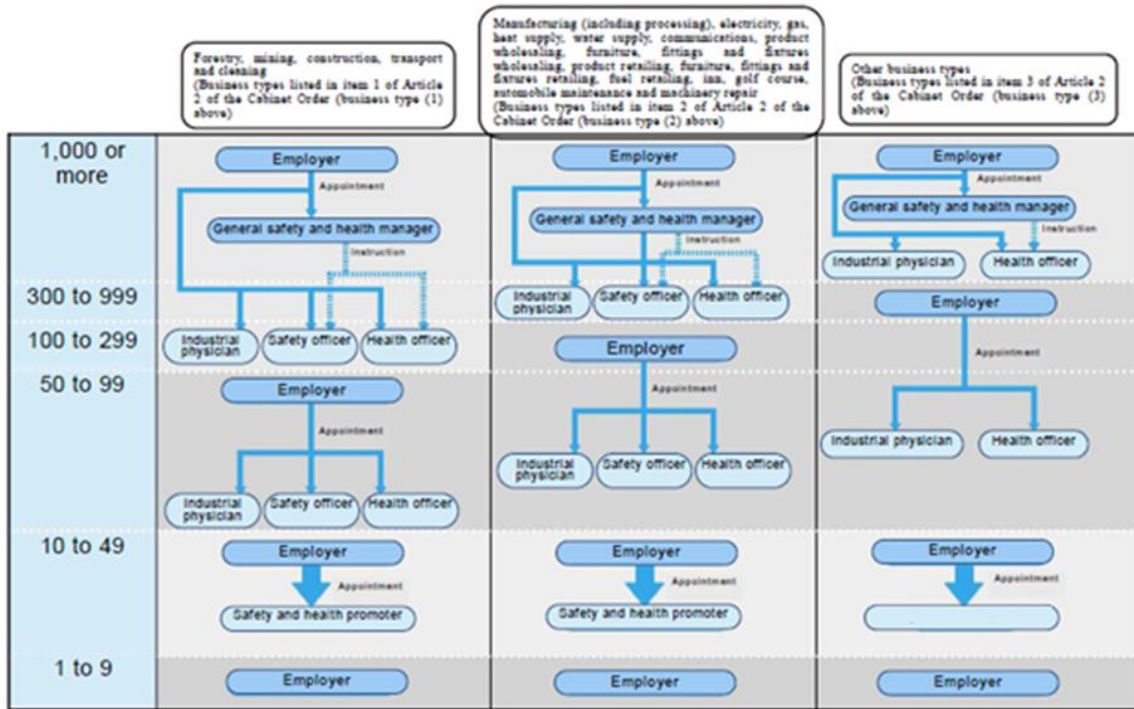 Forestry, mining, construction, transport
and cleaning
(Business types listed in item 1 of Article
2 of the Cabinet Order (business type (1)
above)
Manufacturing (including processing), electricity, gas,
heat supply, water supply, communications, product
wholesaling, furniture, fittings and fixtures
wholesaling, product retailing, furniture, fittings and
fixtures retailing, fuel retailing, inn, golf course,
automobile maintenance and machinery repair
(Business types listed in item 2 of Article 2 of the
Cabinet Order (business type (2) above)
Other business types
(Business types listed in item 3 of Article 2
of the Cabinet Order (business type (3)
above)
1,000 or
more
Employer
Appointment
General safety and health manager
Instruction
Employer
Appointment
General safety and health manager
Instruction
Employer
Appointment
General safety and health manager
Instruction
Industrial physician
Health officer
300 to 999
Industrial
physician
Safety officer
Health officer
Employer
100 to 299
Industrial
physician
Safety officer
Health officer
Employer
Appointment
50 to 99
Employer
Appointment
Industrial
physician
Safety officer
Health officer
Appointment
Industrial
physician
Safety officer
Health officer
Industrial physician
Health officer
10 to 49
Employer
Appointment
Safety and health promoter
Employer
Appointment
Safety and health promoter
Employer
Appointment
1 to 9
Employer
Employer
Employer